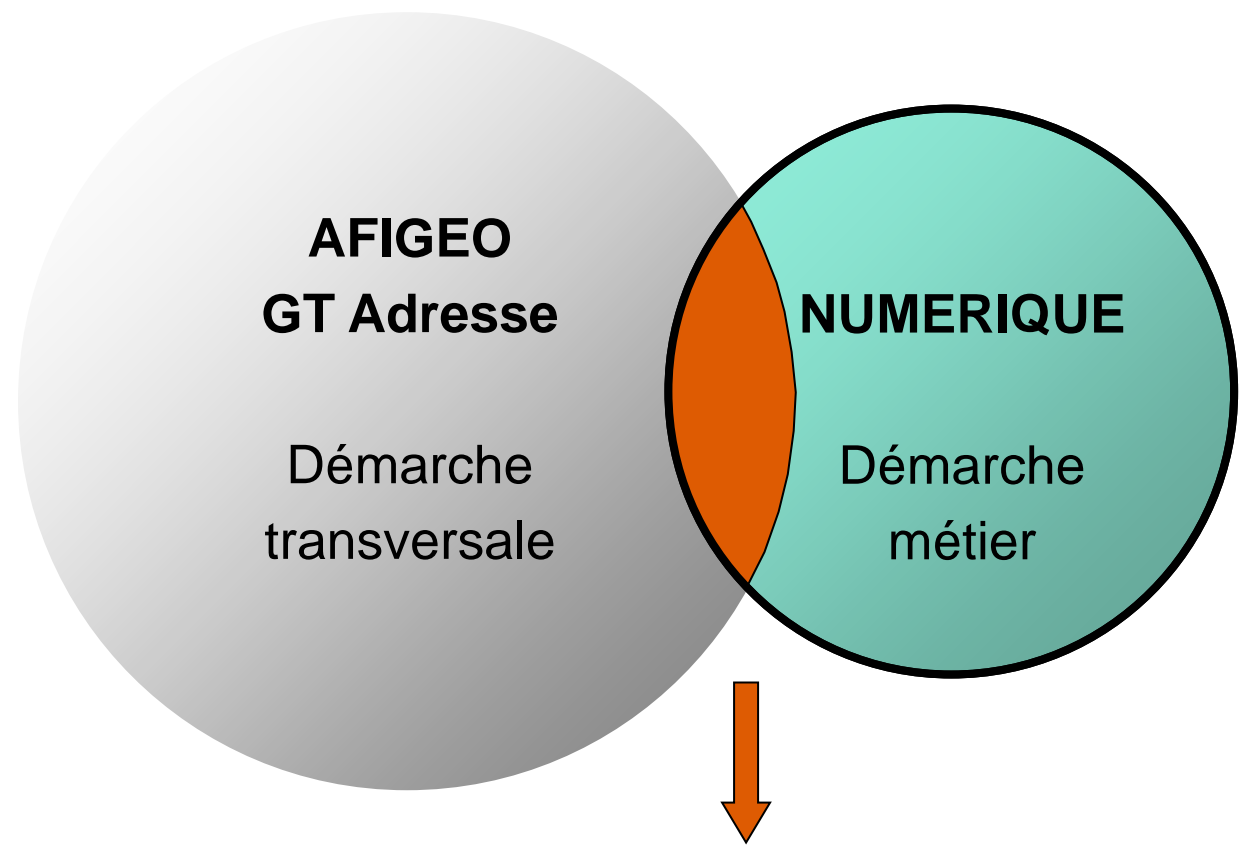 AFIGEO
GT Adresse
Démarche
transversale
NUMERIQUE
Démarche
métier